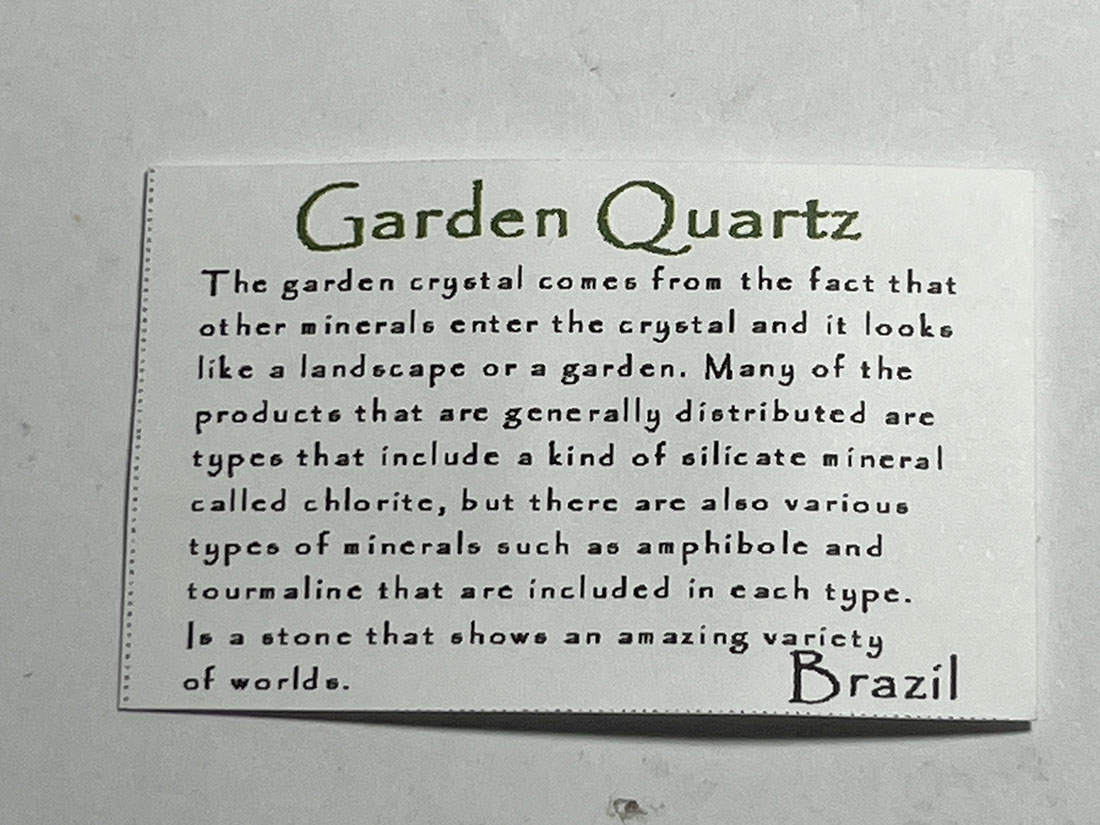 Garden Quartz
The garden crystal comes from the fact that
other minerals enter the crystal and it looks
like a landscape or a garden. Many of the
products that are generally distributed are
types that include a kind of silicate mineral
called chlorite, but there are also various
types of minerals such as amphibole and
tourmaline that are included in each type.
Is a stone that shows an amazing variety
of worlds.
Brazil